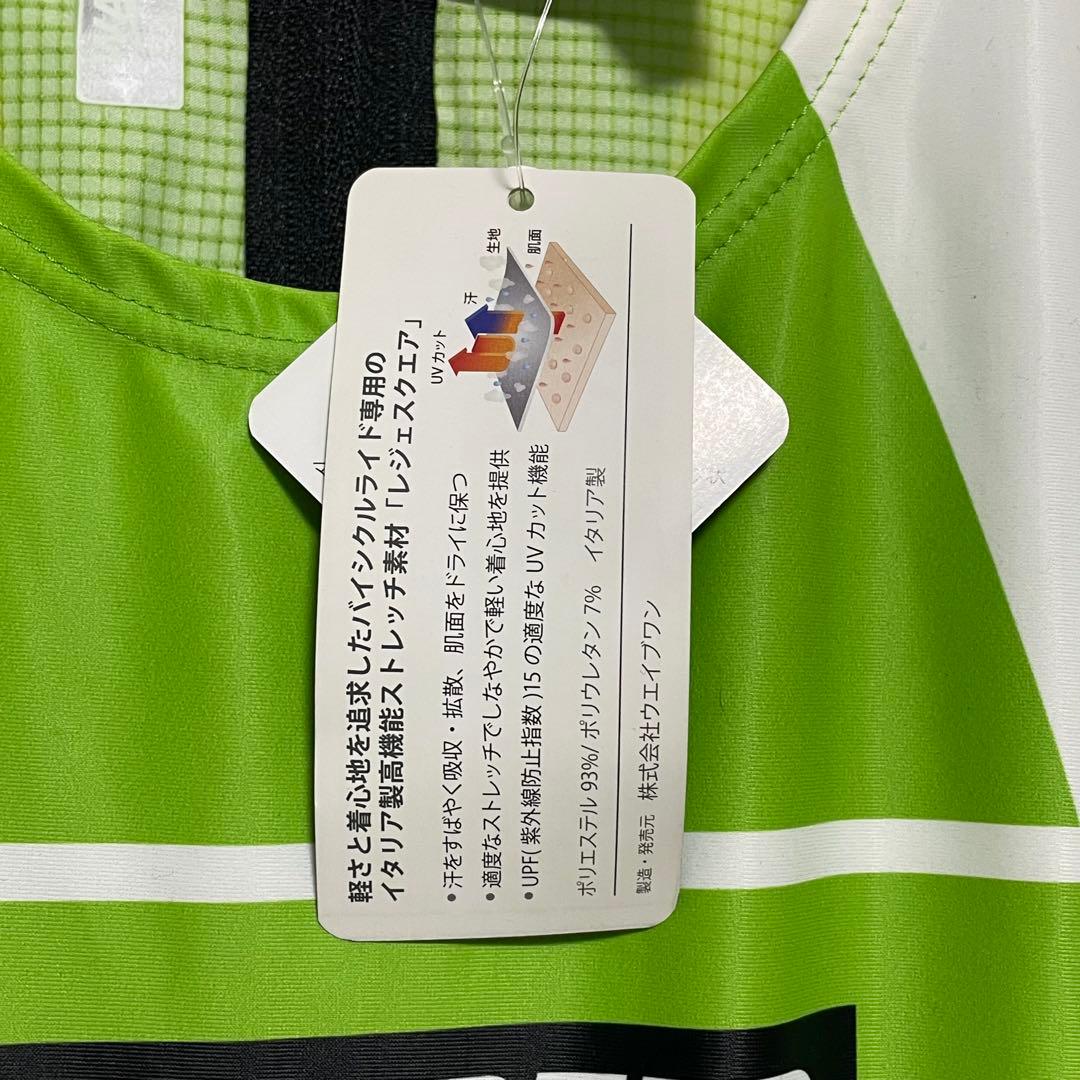 軽さと着心地を追求したバイシクルライド専用の
イタリア製高機能ストレッチ素材「レジェスクエア」
UVカット
汗
生地
肌面
•汗をすばやく吸収・拡散、肌面をドライに保つ
•適度なストレッチでしなやかで軽い着心地を提供
•UPF(紫外線防止指数)15の適度なUVカット機能
ポリエステル93%/ポリウレタン7% イタリア製
製造・発売元 株式会社ウエイブワン